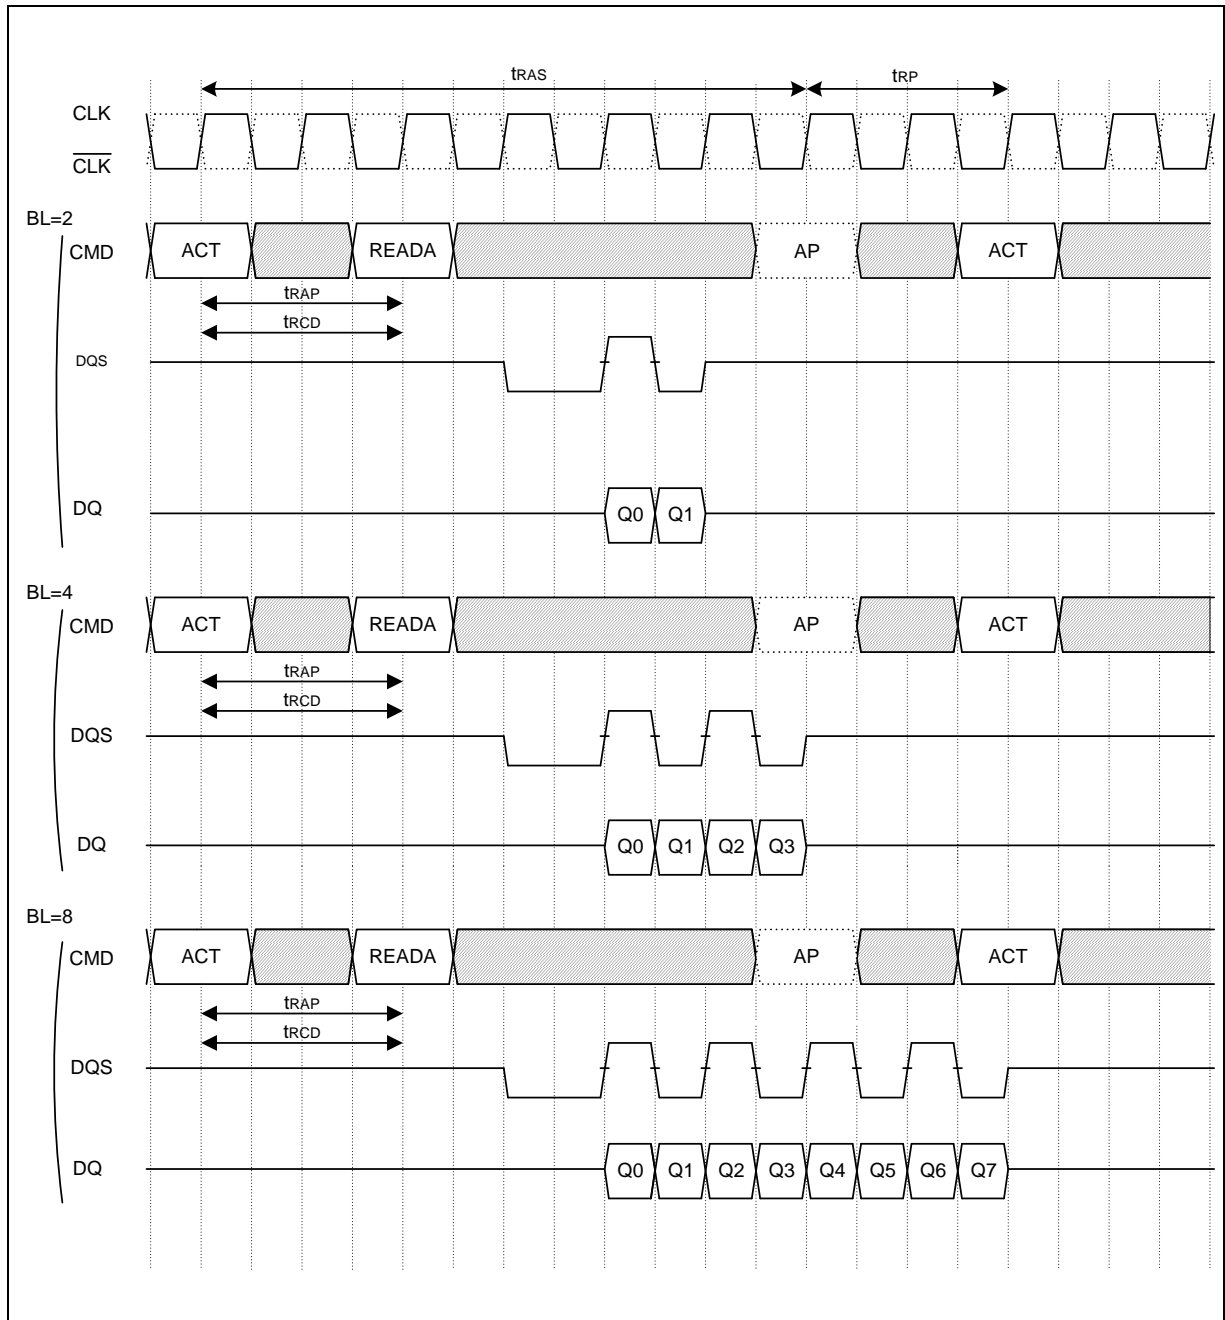 tRAS tRP
CLK
CLK
BL=2
CMD ACT READA AP ACT
tRAP
tRCD
DQS
DQ Q0 Q1
BL=4
CMD ACT READA AP ACT
tRAP
tRCD
DQS
DQ Q0 Q1 Q2 Q3
BL=8
CMD ACT READA AP ACT
tRAP
tRCD
DQS
DQ Q0 Q1 Q2 Q3 Q4 Q5 Q6 Q7